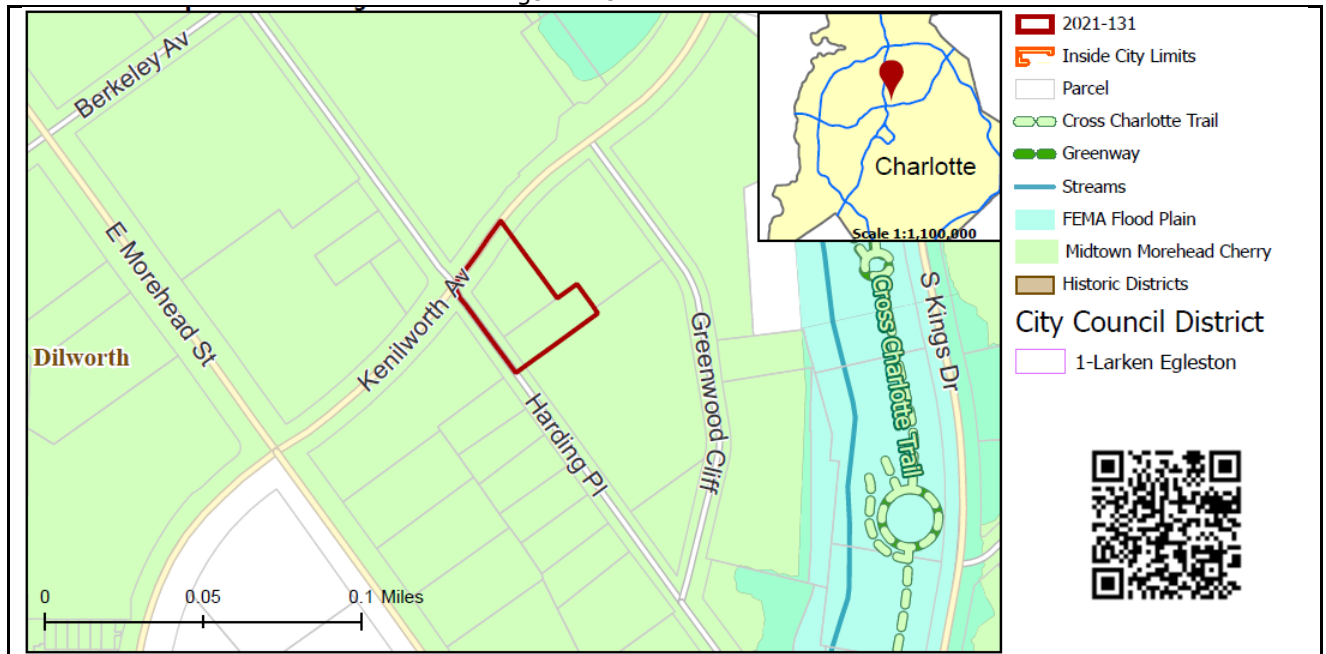 Berkeley Av
E Morehead St
Dilworth
Kenilworth Av
Harding Pl
Greenwood Cliff
Cross Charlotte Trail
S Kings Dr
0 0.05 0.1 Miles
Charlotte
Scale 1:1,100,000
2021-131
Inside City Limits
Parcel
Cross Charlotte Trail
Greenway
Streams
FEMA Flood Plain
Midtown Morehead Cherry
Historic Districts
City Council District
1-Larken Egleston